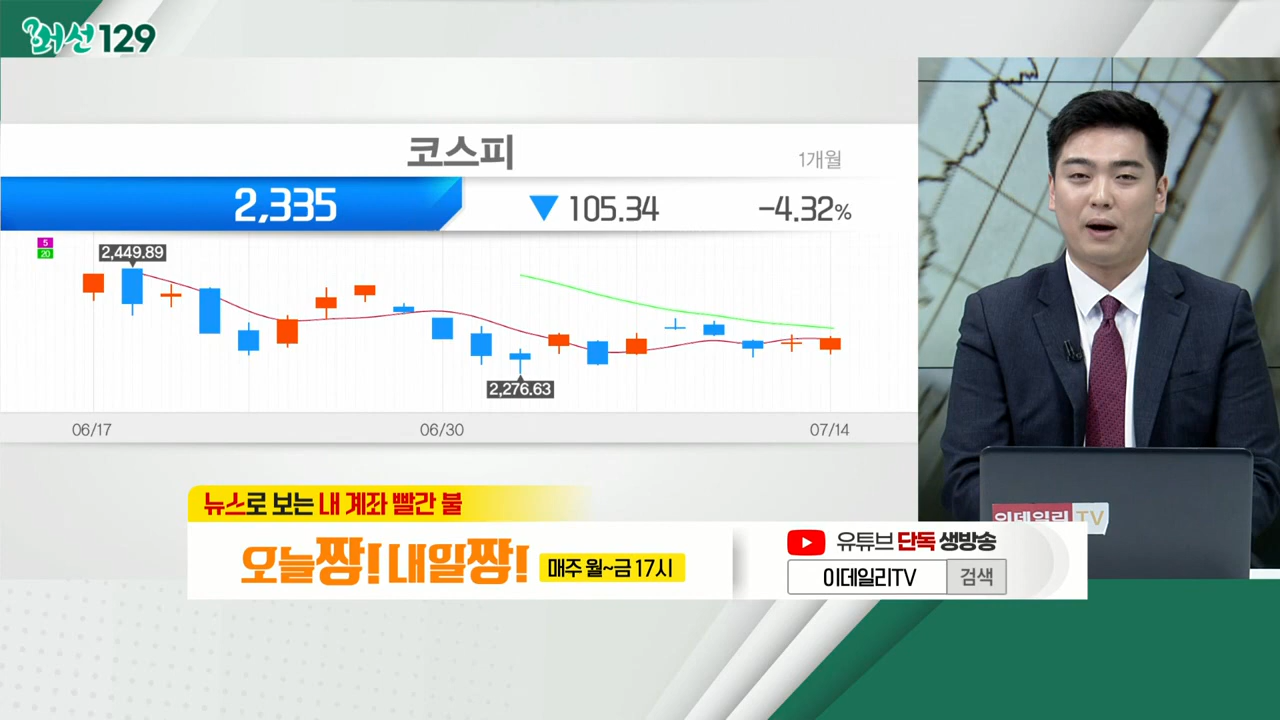 머선129
코스피
1개월
2,335
▼ 105.34
-4.32%
5
20
2,449.89
2,276.63
06/17
06/30
07/14
뉴스로 보는 내 계좌 빨간 불
오늘짱! 내일짱!
매주 월~금 17시
유튜브 단독 생방송
이데일리TV
검색
이데일리TV